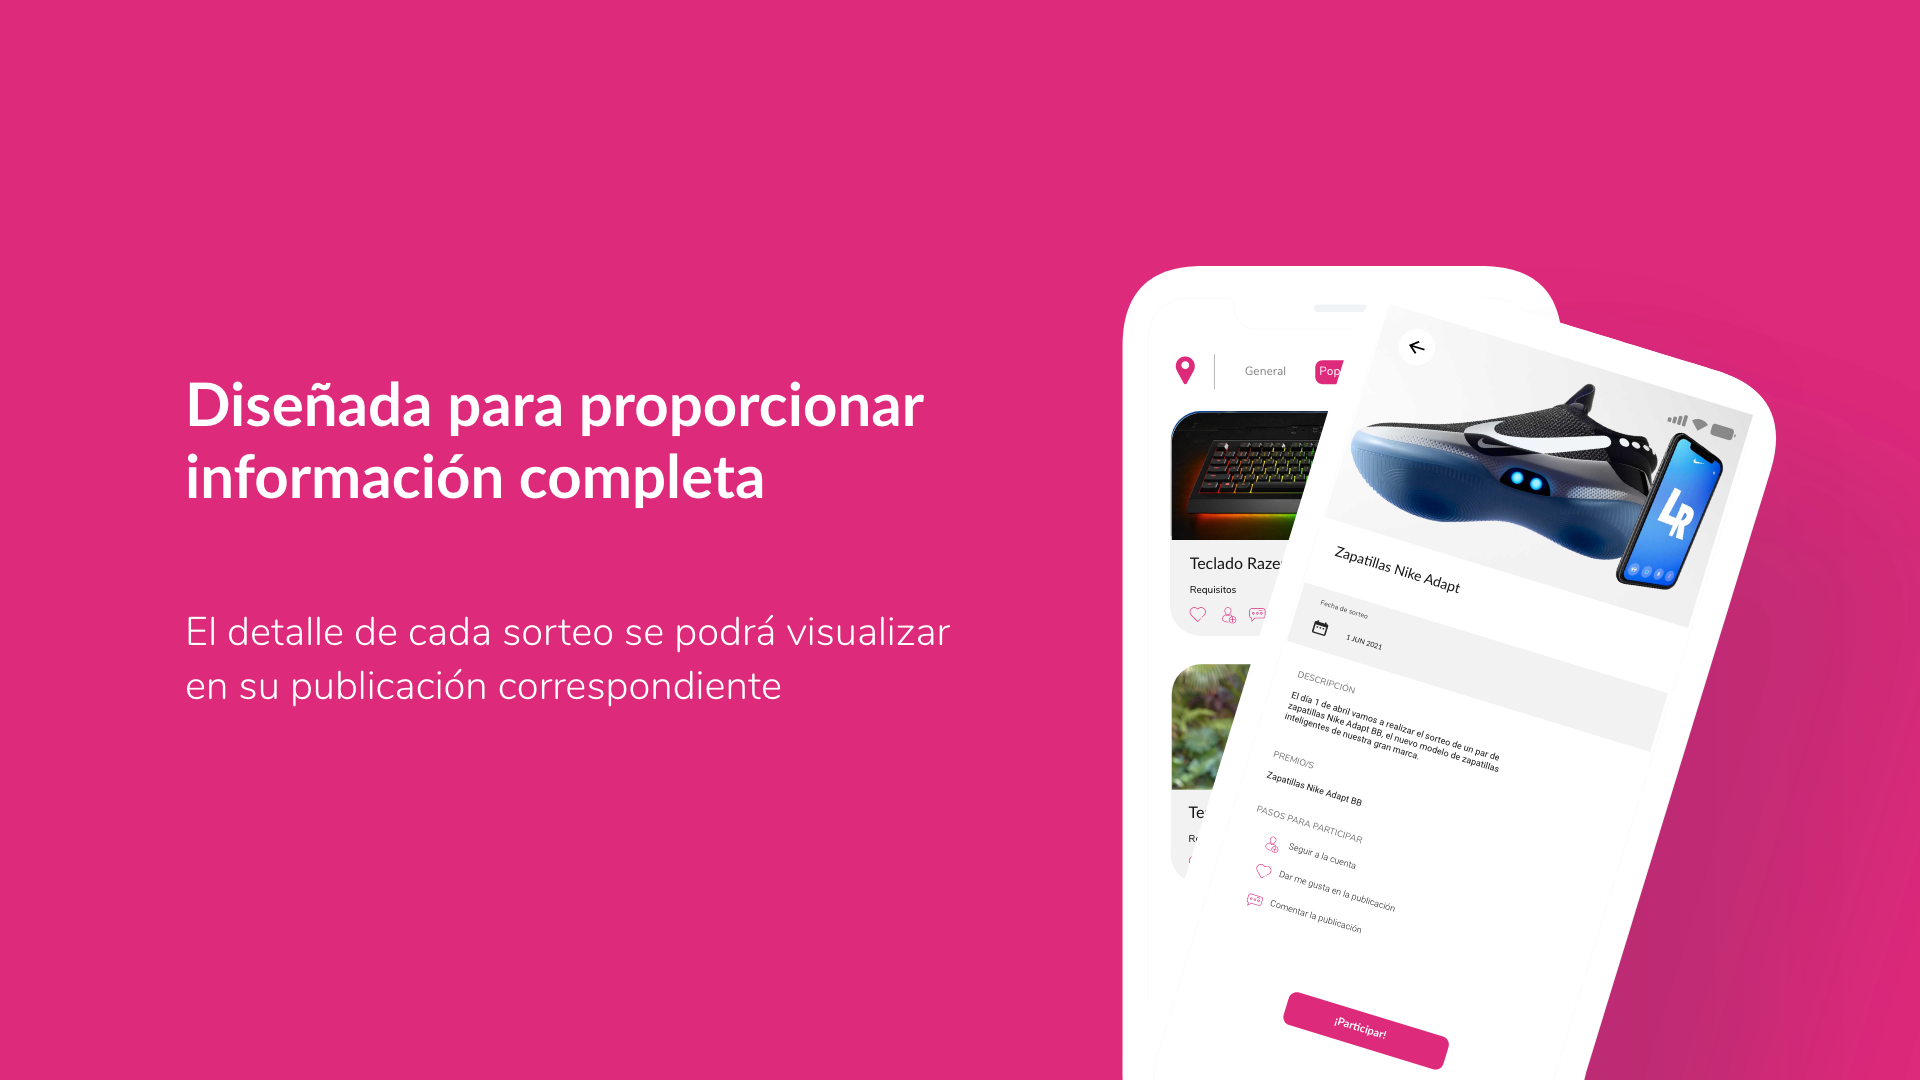 Diseñada para proporcionar
información completa
El detalle de cada sorteo se podrá visualizar
en su publicación correspondiente
General
Pop
Teclado Raze
Requisitos
Te
Re
Zapatillas Nike Adapt
Fecha de sorteo
1 JUN 2021
DESCRIPCIÓN
El día 1 de abril vamos a realizar el sorteo de un par de
zapatillas Nike Adapt BB, el nuevo modelo de zapatillas
inteligentes de nuestra gran marca.
PREMIO/S
Zapatillas Nike Adapt BB
PASOS PARA PARTICIPAR
Seguir a la cuenta
Dar me gusta en la publicación
Comentar la publicación
¡Participar!
LR